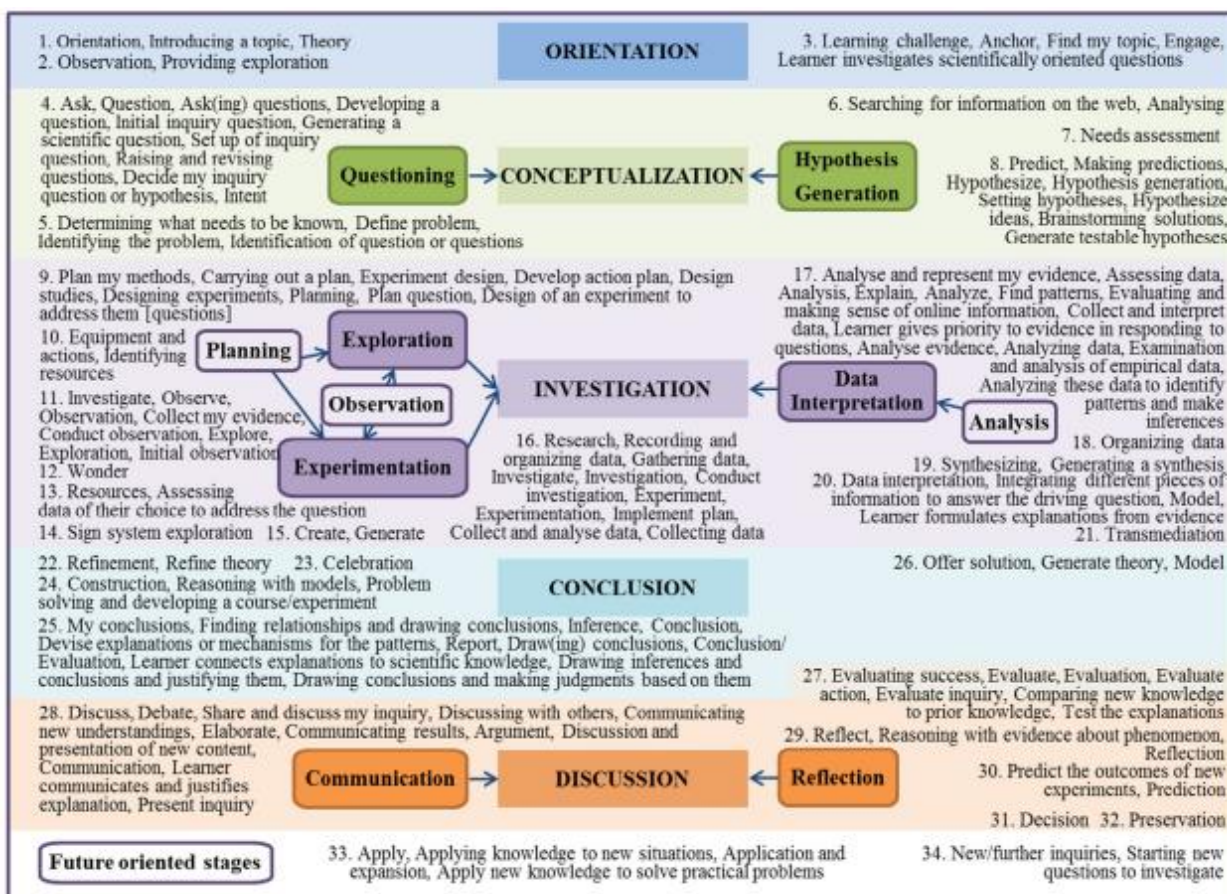 1. Orientation, Introducing a topic, Theory
2. Observation, Providing exploration
ORIENTATION
3. Learning challenge, Anchor, Find my topic, Engage,
Learner investigates scientifically oriented questions
4. Ask, Question, Ask(ing) questions, Developing a
question, Initial inquiry question, Generating a
scientific question, Set up of inquiry
question, Raising and revising
questions, Decide my inquiry
question or hypothesis, Intent
5. Determining what needs to be known, Define problem,
Identifying the problem, Identification of question or questions
Questioning
CONCEPTUALIZATION
Hypothesis
Generation
6. Searching for information on the web, Analysing
7. Needs assessment
8. Predict, Making predictions,
Hypothesize, Hypothesis generation,
Setting hypotheses, Hypothesize
ideas, Brainstorming solutions,
Generate testable hypotheses
9. Plan my methods, Carrying out a plan, Experiment design, Develop action plan, Design
studies, Designing experiments, Planning, Plan question, Design of an experiment to
address them [questions]
10. Equipment and
actions, Identifying
resources
Planning
Exploration
Observation
Experimentation
11. Investigate, Observe,
Observation, Collect my evidence,
Conduct observation, Explore,
Exploration, Initial observation
12. Wonder
13. Resources, Assessing
data of their choice to address the question
14. Sign system exploration
15. Create, Generate
INVESTIGATION
16. Research, Recording and
organizing data, Gathering data,
Investigate, Investigation, Conduct
investigation, Experiment,
Experimentation, Implement plan,
Collect and analyse data, Collecting data
17. Analyse and represent my evidence, Assessing data,
Analysis, Explain, Analyze, Find patterns, Evaluating and
making sense of online information, Collect and interpret
data, Learner gives priority to evidence in responding to
questions, Analyse evidence, Analyzing data, Examination
and analysis of empirical data,
Analyzing these data to identify
patterns and make
inferences
Data
Interpretation
Analysis
18. Organizing data
19. Synthesizing, Generating a synthesis
20. Data interpretation, Integrating different pieces of
information to answer the driving question, Model,
Learner formulates explanations from evidence
21. Transmediation
22. Refinement, Refine theory
23. Celebration
24. Construction, Reasoning with models, Problem
solving and developing a course/experiment
CONCLUSION
25. My conclusions, Finding relationships and drawing conclusions, Inference, Conclusion,
Devise explanations or mechanisms for the patterns, Report, Draw(ing) conclusions, Conclusion/
Evaluation, Learner connects explanations to scientific knowledge, Drawing inferences and
conclusions and justifying them, Drawing conclusions and making judgments based on them
26. Offer solution, Generate theory, Model
27. Evaluating success, Evaluate, Evaluation, Evaluate
action, Evaluate inquiry, Comparing new knowledge
to prior knowledge, Test the explanations
28. Discuss, Debate, Share and discuss my inquiry, Discussing with others, Communicating
new understandings, Elaborate, Communicating results, Argument, Discussion and
presentation of new content,
Communication, Learner
communicates and justifies
explanation, Present inquiry
Communication
DISCUSSION
Reflection
29. Reflect, Reasoning with evidence about phenomenon,
Reflection
30. Predict the outcomes of new
experiments, Prediction
31. Decision 32. Preservation
Future oriented stages
33. Apply, Applying knowledge to new situations, Application and
expansion, Apply new knowledge to solve practical problems
34. New/further inquiries, Starting new
questions to investigate